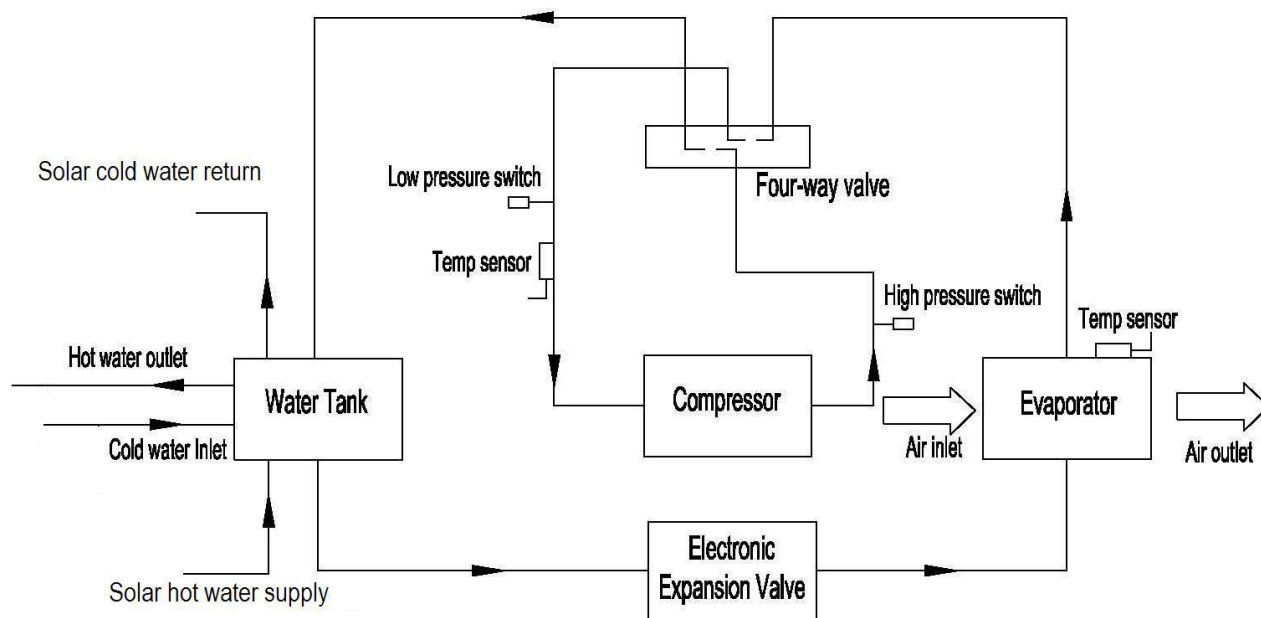 Solar cold water return
Low pressure switch
Four-way valve
Temp sensor
High pressure switch
Temp sensor
Hot water outlet
Water Tank
Compressor
Evaporator
Cold water Inlet
Air inlet
Air outlet
Electronic
Expansion Valve
Solar hot water supply